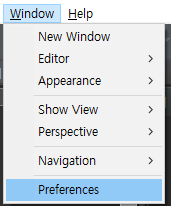 Window Help
New Window
Editor
Appearance
Show View
Perspective
Navigation
Preferences